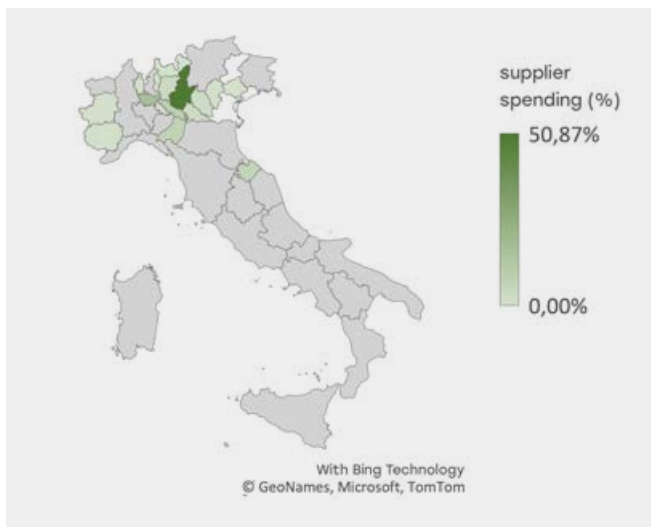 supplier
spending (%)
50,87%
0,00%
With Bing Technology
© GeoNames, Microsoft, TomTom